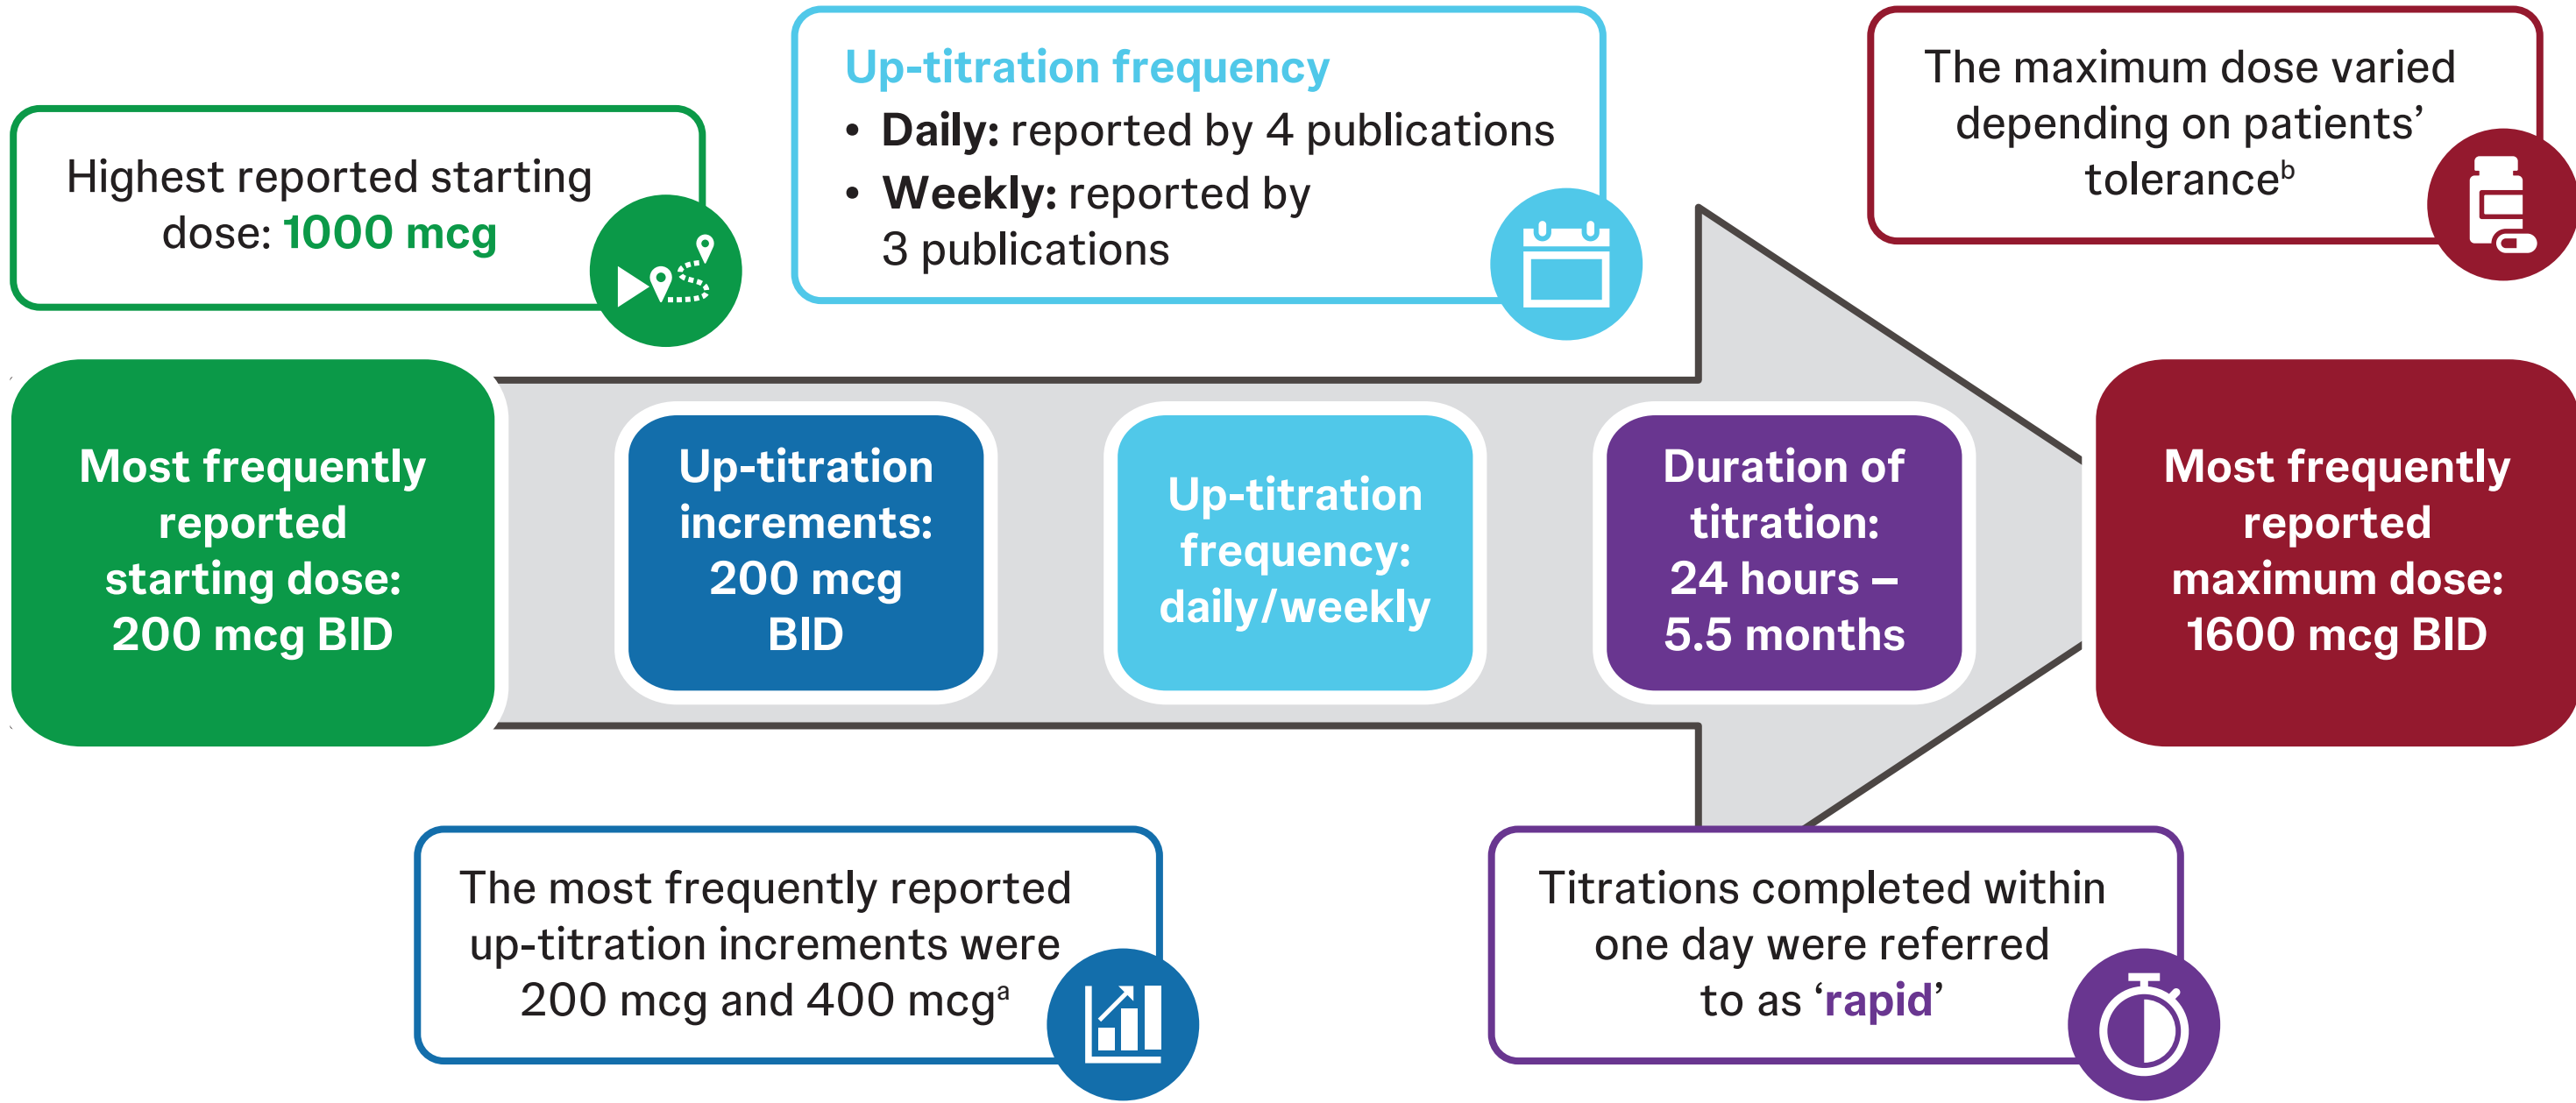 Highest reported starting
dose: 1000 mcg
Up-titration frequency
• Daily: reported by 4 publications
• Weekly: reported by
3 publications
The maximum dose varied
depending on patients’
toleranceᵇ
Most frequently
reported
starting dose:
200 mcg BID
Up-titration
increments:
200 mcg
BID
Up-titration
frequency:
daily/weekly
Duration of
titration:
24 hours –
5.5 months
Most frequently
reported
maximum dose:
1600 mcg BID
The most frequently reported
up-titration increments were
200 mcg and 400 mcgᵃ
Titrations completed within
one day were referred
to as ‘rapid’